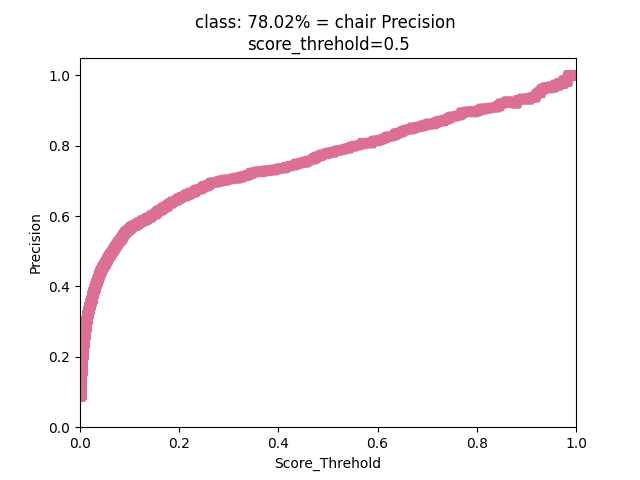 class: 78.02% = chair Precision
score_threhold=0.5
1.0
0.8
0.6
0.4
0.2
0.0
Precision
0.0 0.2 0.4 0.6 0.8 1.0
Score_Threhold